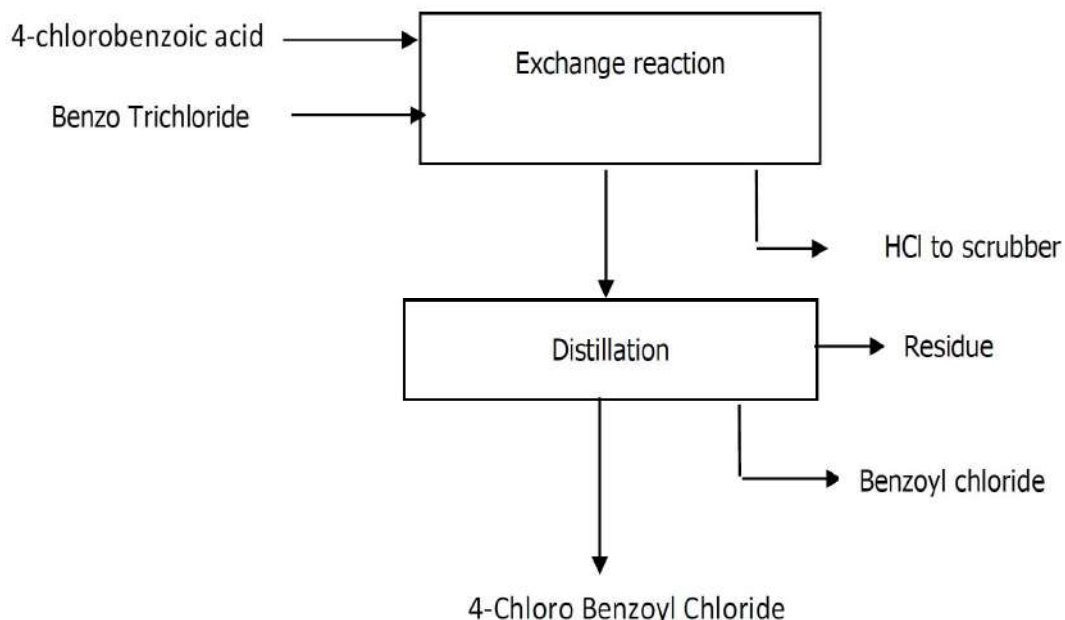 4-chlorobenzoic acid
Exchange reaction
Benzo Trichloride
HCl to scrubber
Distillation
Residue
Benzoyl chloride
4-Chloro Benzoyl Chloride